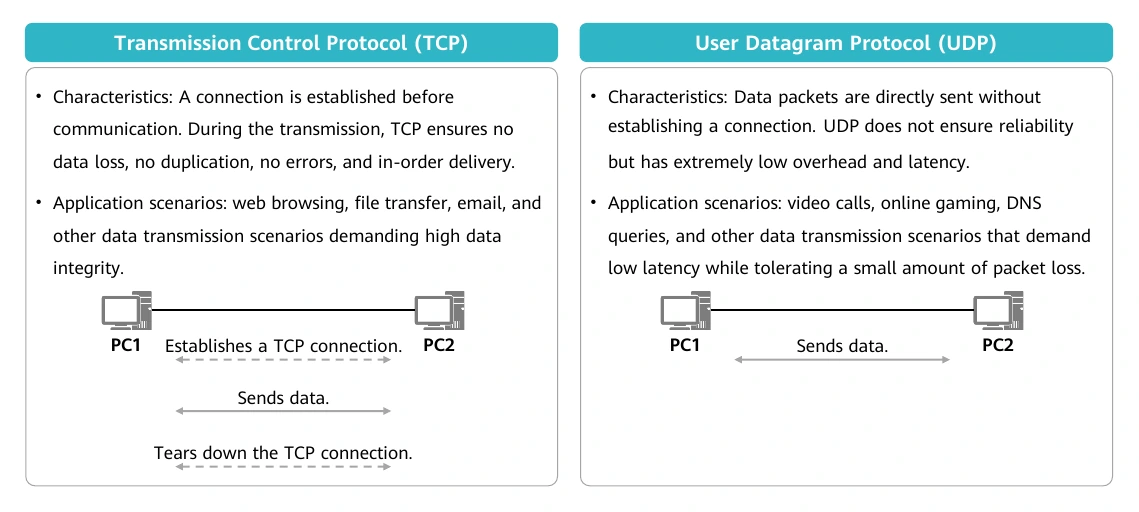 Transmission Control Protocol (TCP)
• Characteristics: A connection is established before
communication. During the transmission, TCP ensures no
data loss, no duplication, no errors, and in-order delivery.
• Application scenarios: web browsing, file transfer, email, and
other data transmission scenarios demanding high data
integrity.
PC1
Establishes a TCP connection.
PC2
Sends data.
Tears down the TCP connection.
User Datagram Protocol (UDP)
• Characteristics: Data packets are directly sent without
establishing a connection. UDP does not ensure reliability
but has extremely low overhead and latency.
• Application scenarios: video calls, online gaming, DNS
queries, and other data transmission scenarios that demand
low latency while tolerating a small amount of packet loss.
PC1
Sends data.
PC2